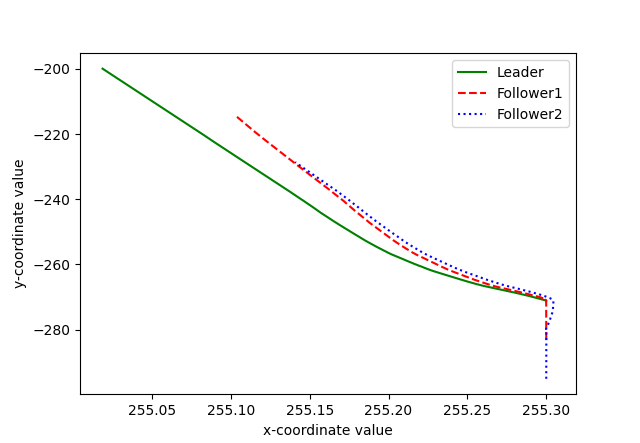 Leader
Follower1
Follower2
y-coordinate value
−200
−220
−240
−260
−280
255.05 255.10 255.15 255.20 255.25 255.30
x-coordinate value